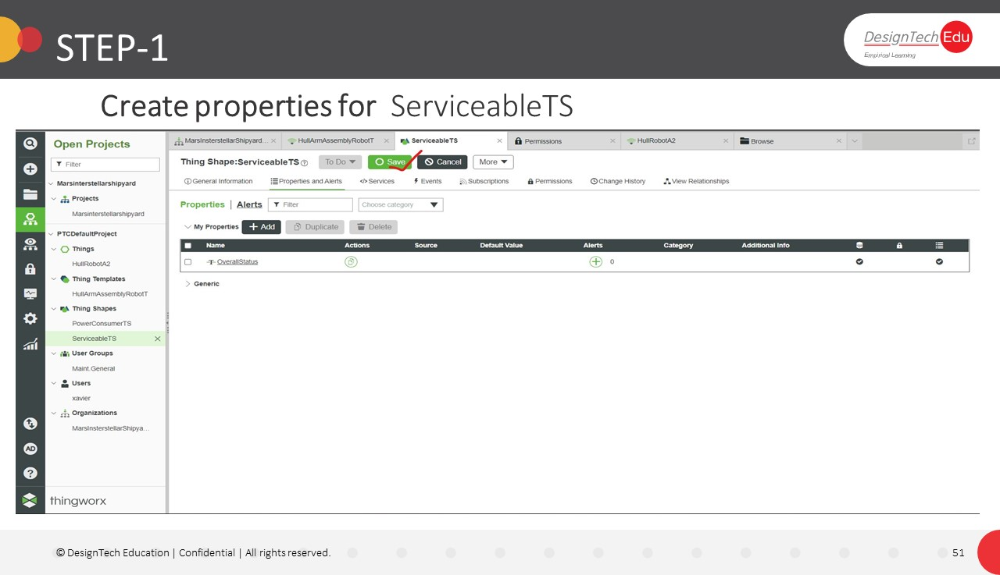 STEP-1
DesignTech Edu
Empirical Learning
Create properties for ServiceableTS
Open Projects
Filter
Marsinterstellarshipyard
Projects
Marsinterstellarshipyard
PTCDefaultProject
Things
HullRobotA2
Thing Templates
HullArmAssemblyRobotT
Thing Shapes
PowerConsumerTS
ServiceableTS
User Groups
Maint.General
Users
xavier
Organizations
MarsInsterstellarShipya...
AD
?
thingworx
MarsInsterstellarShipyard... HullArmAssemblyRobotT ServiceableTS Permissions HullRobotA2 Browse
Thing Shape:ServiceableTS ? To Do Save Cancel More
General Information Properties and Alerts </>Services Events Subscriptions Permissions Change History View Relationships
Properties | Alerts Filter Choose category
My Properties + Add Duplicate Delete
Name Actions Source Default Value Alerts Category Additional Info
-T- OverallStatus 0
Generic
© DesignTech Education | Confidential | All rights reserved.
51